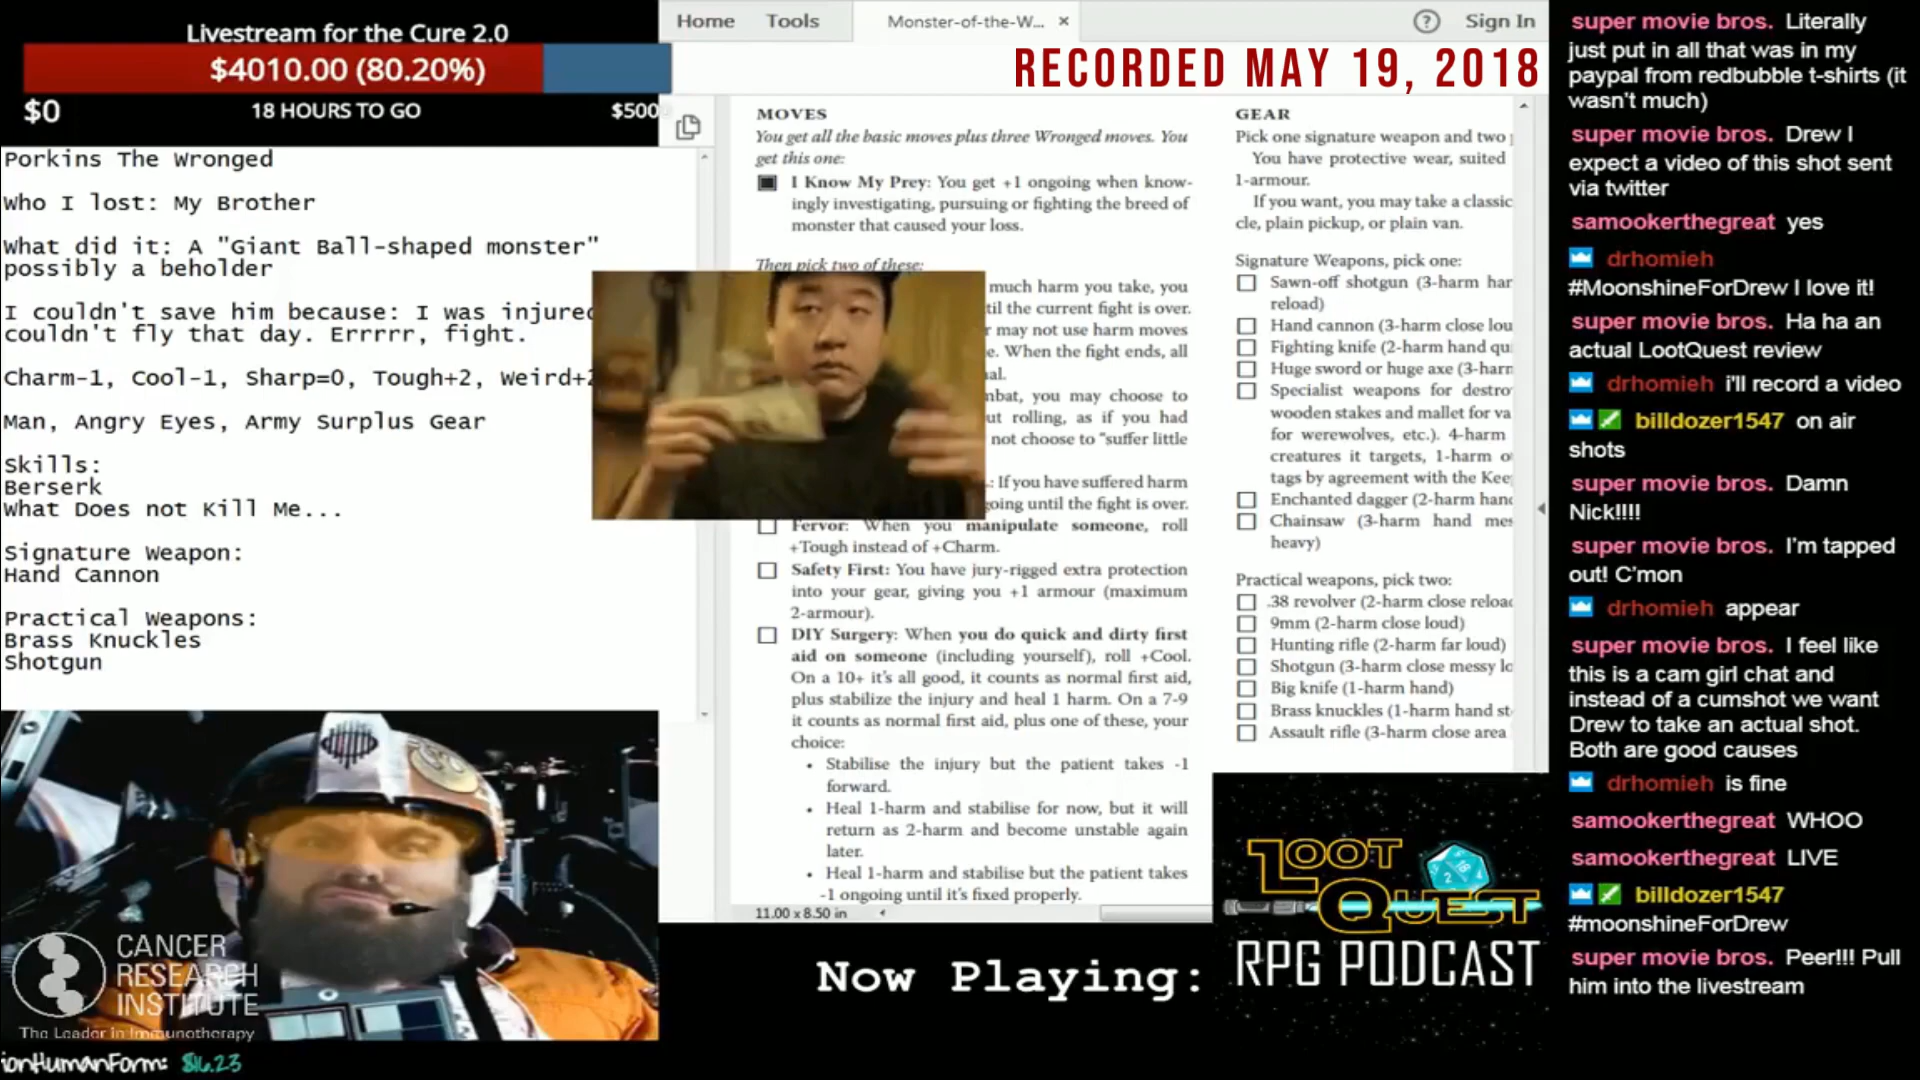 Livestream for the Cure 2.0
$4010.00 (80.20%)
$0
18 HOURS TO GO
$500
Porkins The Wronged
Who I lost: My Brother
What did it: A "Giant Ball-shaped monster"
possibly a beholder
I couldn't save him because: I was injured
couldn't fly that day. Errrrr, fight.
Charm-1, Cool-1, Sharp=0, Tough+2, Weird+2
Man, Angry Eyes, Army Surplus Gear
Skills:
Berserk
What Does not Kill Me...
Signature Weapon:
Hand Cannon
Practical Weapons:
Brass Knuckles
Shotgun
CANCER
RESEARCH
INSTITUTE
The Leader in Immunotherapy
ionHumanForm: $16.23
Home
Tools
Monster-of-the-W...
Sign In
RECORDED MAY 19, 2018
MOVES
You get all the basic moves plus three Wronged moves. You
get this one:
I Know My Prey: You get +1 ongoing when know-
ingly investigating, pursuing or fighting the breed of
monster that caused your loss.
Then pick two of these:
much harm you take, you
til the current fight is over.
r may not use harm moves
e. When the fight ends, all
al.
nbat, you may choose to
ut rolling, as if you had
not choose to "suffer little
.: If you have suffered harm
going until the fight is over.
Fervor: When you manipulate someone, roll
+Tough instead of +Charm.
Safety First: You have jury-rigged extra protection
into your gear, giving you +1 armour (maximum
2-armour).
DIY Surgery: When you do quick and dirty first
aid on someone (including yourself), roll +Cool.
On a 10+ it's all good, it counts as normal first aid,
plus stabilize the injury and heal 1 harm. On a 7-9
it counts as normal first aid, plus one of these, your
choice:
• Stabilise the injury but the patient takes -1
forward.
• Heal 1-harm and stabilise for now, but it will
return as 2-harm and become unstable again
later.
• Heal 1-harm and stabilise but the patient takes
-1 ongoing until it's fixed properly.
11.00 x 8.50 in
GEAR
Pick one signature weapon and two
You have protective wear, suited
1-armour.
If you want, you may take a classic
cle, plain pickup, or plain van.
Signature Weapons, pick one:
Sawn-off shotgun (3-harm har
reload)
Hand cannon (3-harm close lou
Fighting knife (2-harm hand qu
Huge sword or huge axe (3-harm
Specialist weapons for destro
wooden stakes and mallet for va
for werewolves, etc.). 4-harm
creatures it targets, 1-harm o
tags by agreement with the Kee
Enchanted dagger (2-harm hand
Chainsaw (3-harm hand mes
heavy)
Practical weapons, pick two:
.38 revolver (2-harm close reload
9mm (2-harm close loud)
Hunting rifle (2-harm far loud)
Shotgun (3-harm close messy lo
Big knife (1-harm hand)
Brass knuckles (1-harm hand st
Assault rifle (3-harm close area
Now Playing:
LOOT
QUEST
RPG PODCAST
super movie bros. Literally
just put in all that was in my
paypal from redbubble t-shirts (it
wasn't much)
super movie bros. Drew I
expect a video of this shot sent
via twitter
samookerthegreat yes
drhomieh
#MoonshineForDrew I love it!
super movie bros. Ha ha an
actual LootQuest review
drhomieh i'll record a video
billdozer1547 on air
shots
super movie bros. Damn
Nick!!!!
super movie bros. I'm tapped
out! C'mon
drhomieh appear
super movie bros. I feel like
this is a cam girl chat and
instead of a cumshot we want
Drew to take an actual shot.
Both are good causes
drhomieh is fine
samookerthegreat WHOO
samookerthegreat LIVE
billdozer1547
#moonshineForDrew
super movie bros. Peer!!! Pull
him into the livestream